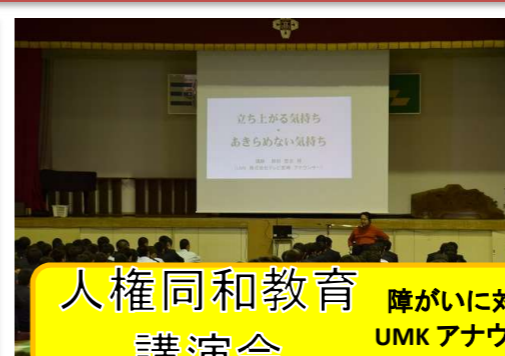 立ち上がる気持ち
・
あきらめない気持ち
人権同和教育
講演会
障がいに対
UMK アナウ